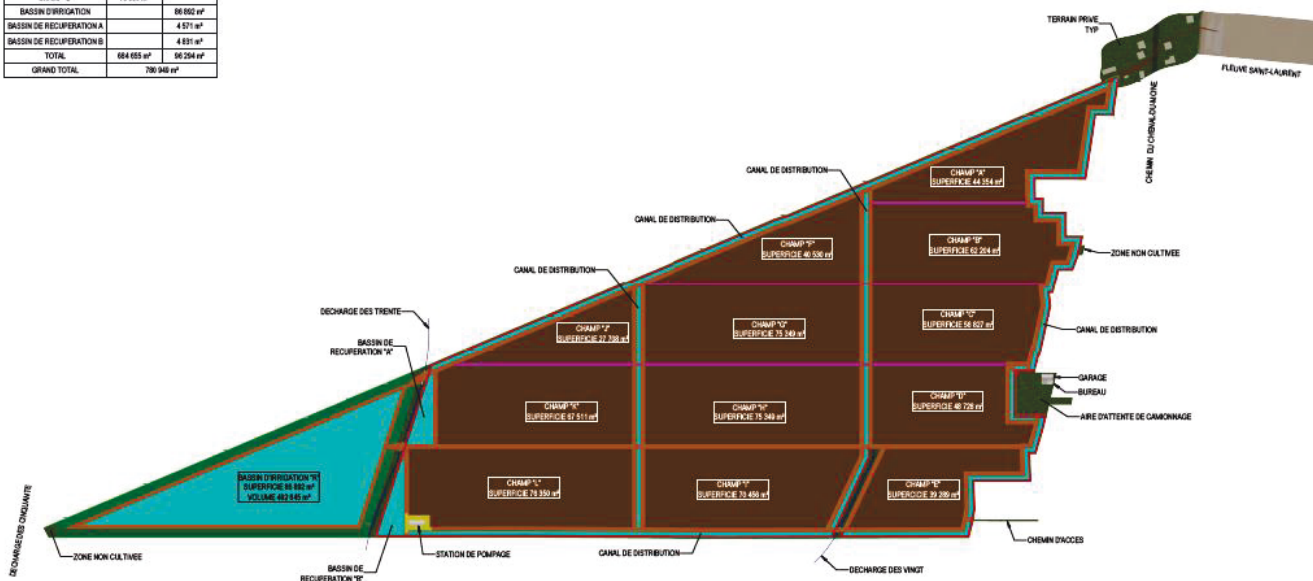 BASSIN D'IRRIGATION 86 892 m²
BASSIN DE RECUPERATION A 4 571 m²
BASSIN DE RECUPERATION B 4 831 m²
TOTAL 684 655 m² 96 294 m²
GRAND TOTAL 780 949 m²
TERRAIN PRIVE
TYP
FLEUVE SAINT-LAURENT
CHEMIN DU CHENAL-DU-MOINE
CHAMP "A"
SUPERFICIE 44 354 m²
CANAL DE DISTRIBUTION
CANAL DE DISTRIBUTION
CHAMP "F"
SUPERFICIE 40 530 m²
CHAMP "B"
SUPERFICIE 62 204 m²
ZONE NON CULTIVEE
CANAL DE DISTRIBUTION
DECHARGE DES TRENTE
CHAMP "J"
SUPERFICIE 27 708 m²
CHAMP "G"
SUPERFICIE 75 349 m²
CHAMP "C"
SUPERFICIE 56 827 m²
CANAL DE DISTRIBUTION
BASSIN DE
RECUPERATION "A"
GARAGE
BUREAU
AIRE D'ATTENTE DE CAMIONNAGE
CHAMP "K"
SUPERFICIE 67 511 m²
CHAMP "H"
SUPERFICIE 75 349 m²
CHAMP "D"
SUPERFICIE 48 728 m²
BASSIN D'IRRIGATION "R"
SUPERFICIE 86 892 m²
VOLUME
CHAMP "L"
SUPERFICIE 76 350 m²
CHAMP "I"
SUPERFICIE 70 456 m²
CHAMP "E"
SUPERFICIE 39 289 m²
DECHARGE DES CINQUANTE
ZONE NON CULTIVEE
BASSIN DE
RECUPERATION "B"
STATION DE POMPAGE
CANAL DE DISTRIBUTION
DECHARGE DES VINGT
CHEMIN D'ACCES